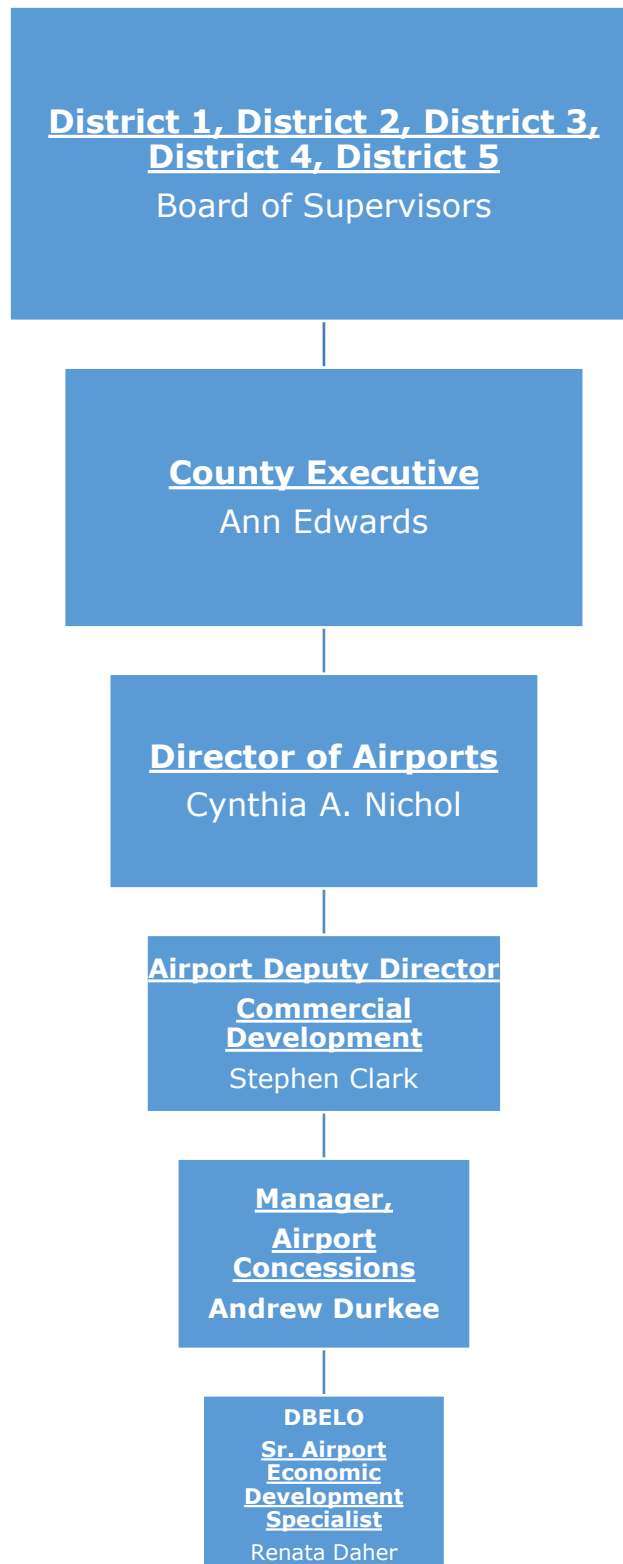 District 1, District 2, District 3,
District 4, District 5
Board of Supervisors
County Executive
Ann Edwards
Director of Airports
Cynthia A. Nichol
Airport Deputy Director
Commercial
Development
Stephen Clark
Manager,
Airport
Concessions
Andrew Durkee
DBELO
Sr. Airport
Economic
Development
Specialist
Renata Daher